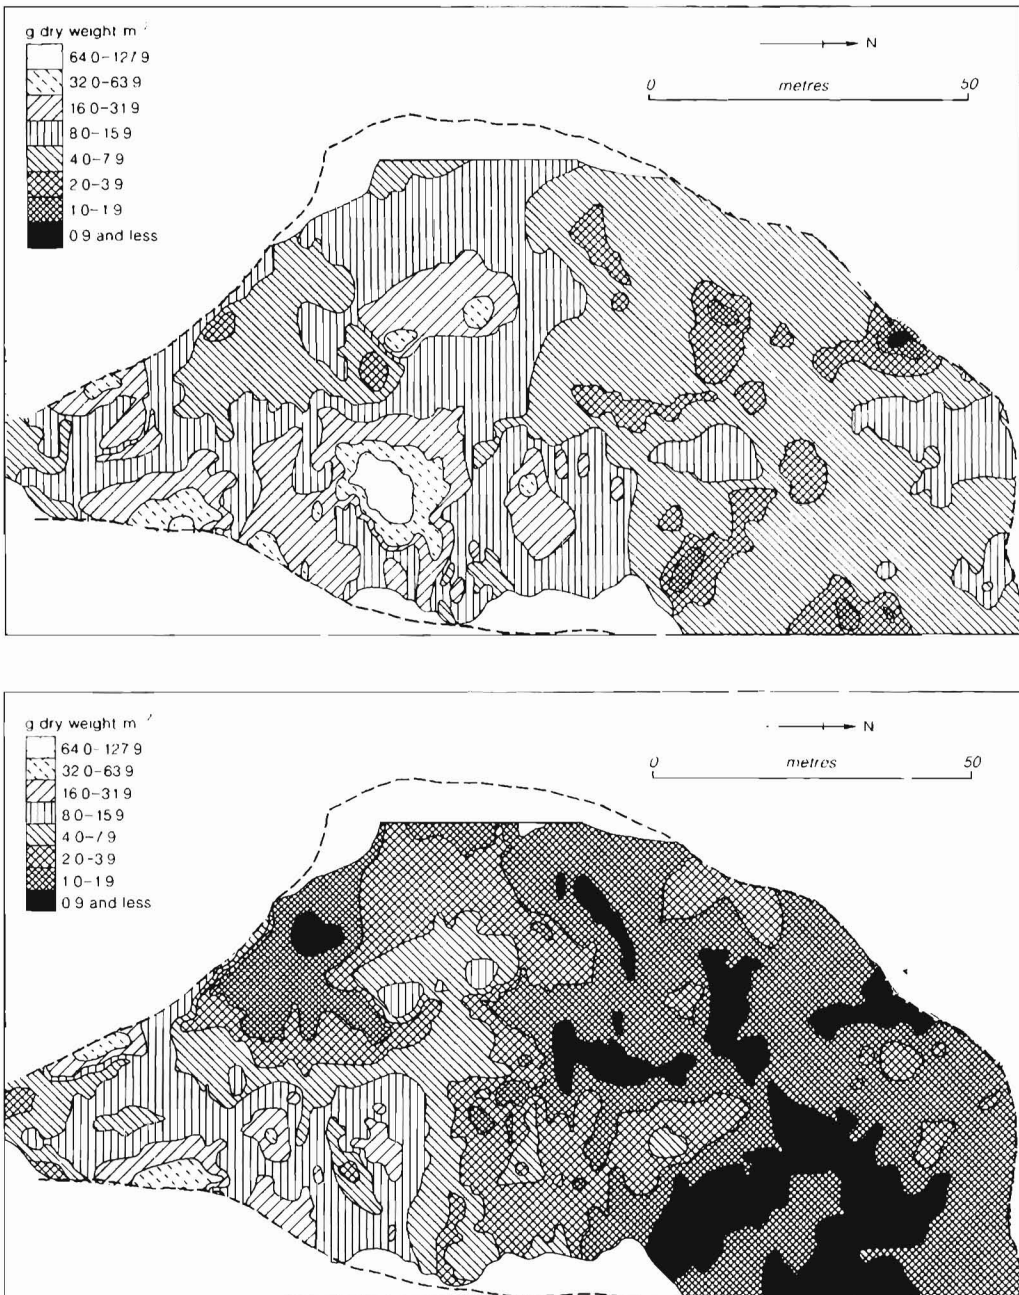 g dry weight m⁻²
64 0–127 9
32 0–63 9
16 0–31 9
8 0–15 9
4 0–7 9
2 0–3 9
1 0–1 9
0 9 and less
N
0 metres 50
g dry weight m⁻²
64 0–127 9
32 0–63 9
16 0–31 9
8 0–15 9
4 0–7 9
2 0–3 9
1 0–1 9
0 9 and less
N
0 metres 50